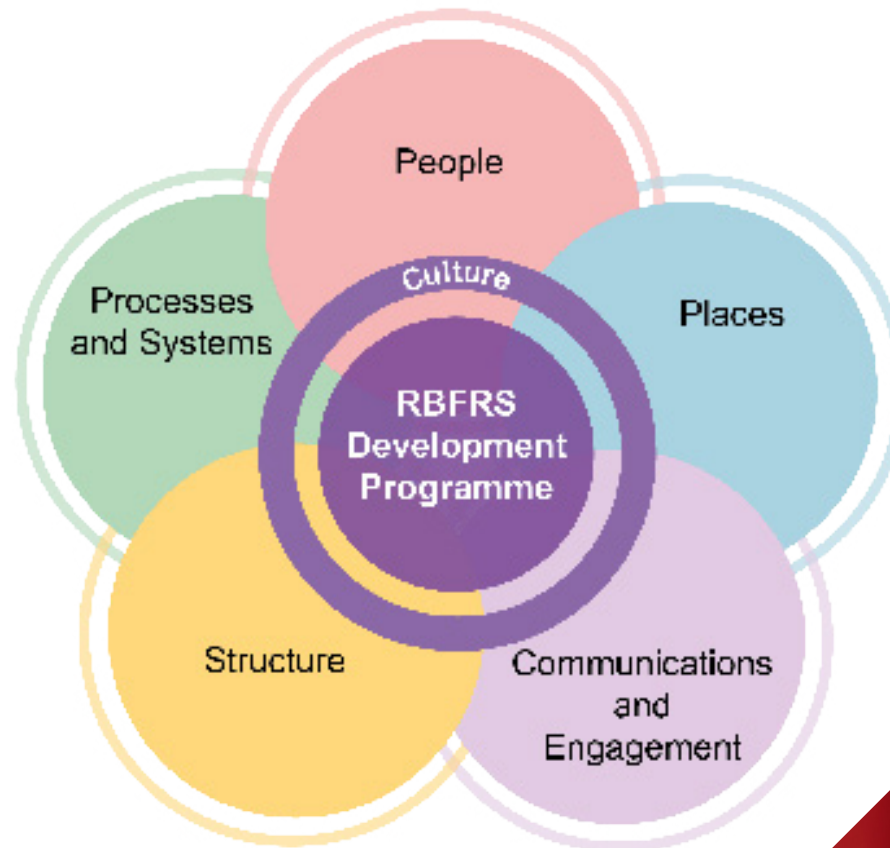 People
Culture
Processes
and Systems
Places
RBFRS
Development
Programme
Structure
Communications
and
Engagement